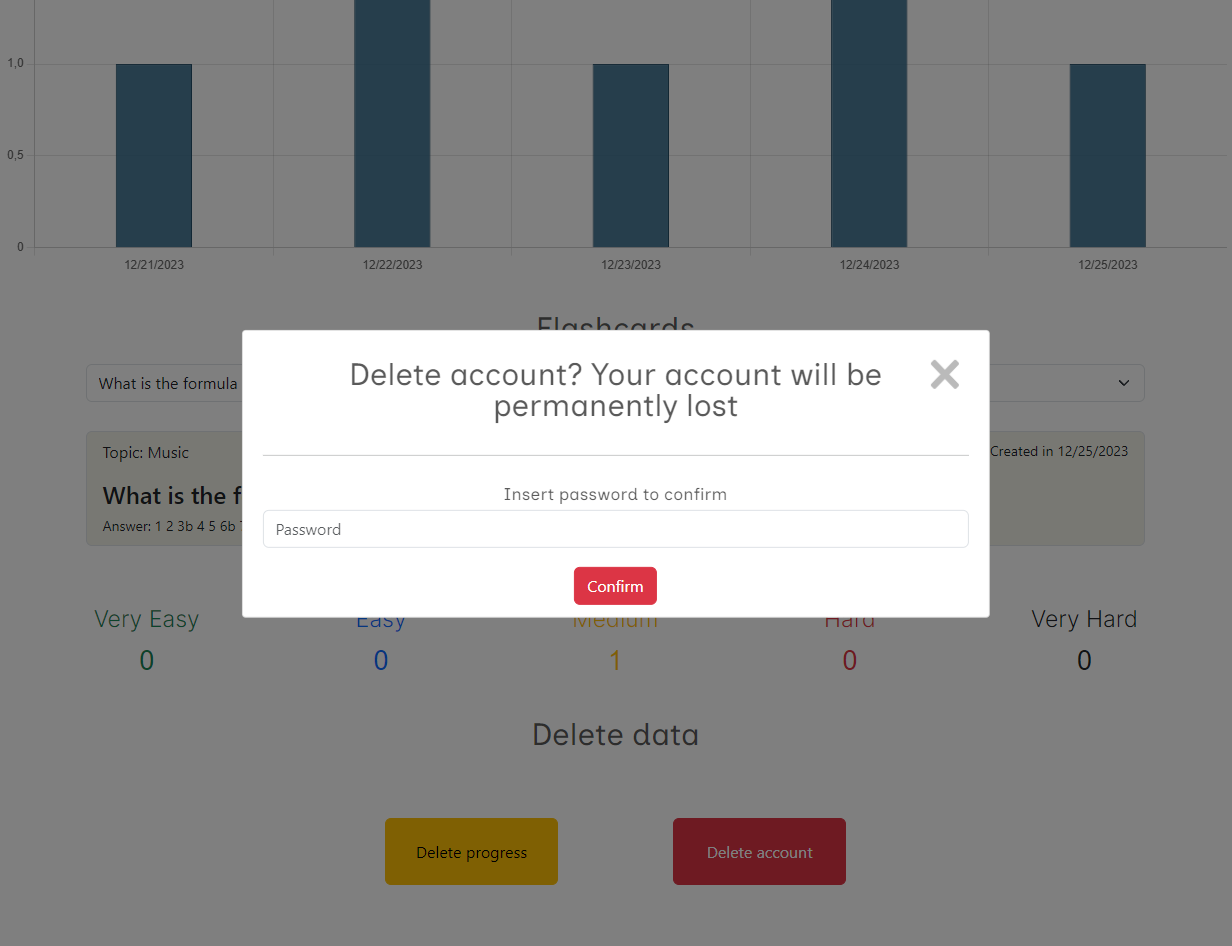 1,0
0,5
0
12/21/2023 12/22/2023 12/23/2023 12/24/2023 12/25/2023
Flashcards
What is the formula
Delete account? Your account will be
permanently lost
Topic: Music
Created in 12/25/2023
What is the f
Answer: 1 2 3b 4 5 6b
Insert password to confirm
Password
Confirm
Very Easy Easy Medium Hard Very Hard
0 0 1 0 0
Delete data
Delete progress Delete account